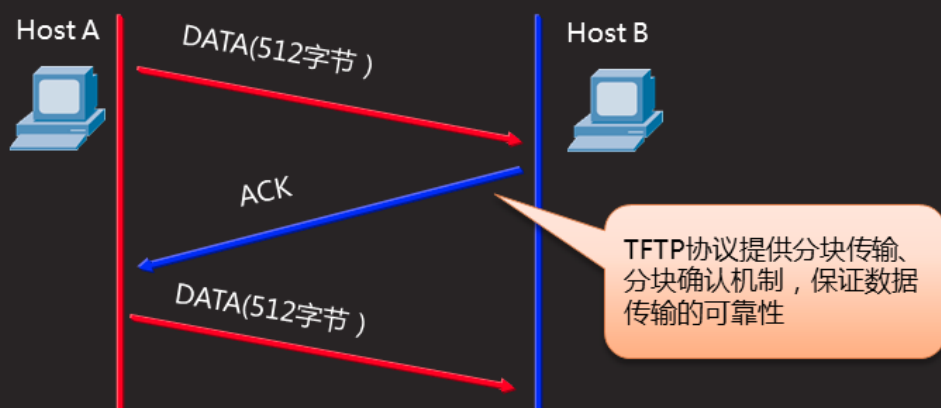 Host A
DATA(512字节）
Host B
ACK
TFTP协议提供分块传输、
分块确认机制，保证数据
传输的可靠性
DATA(512字节）